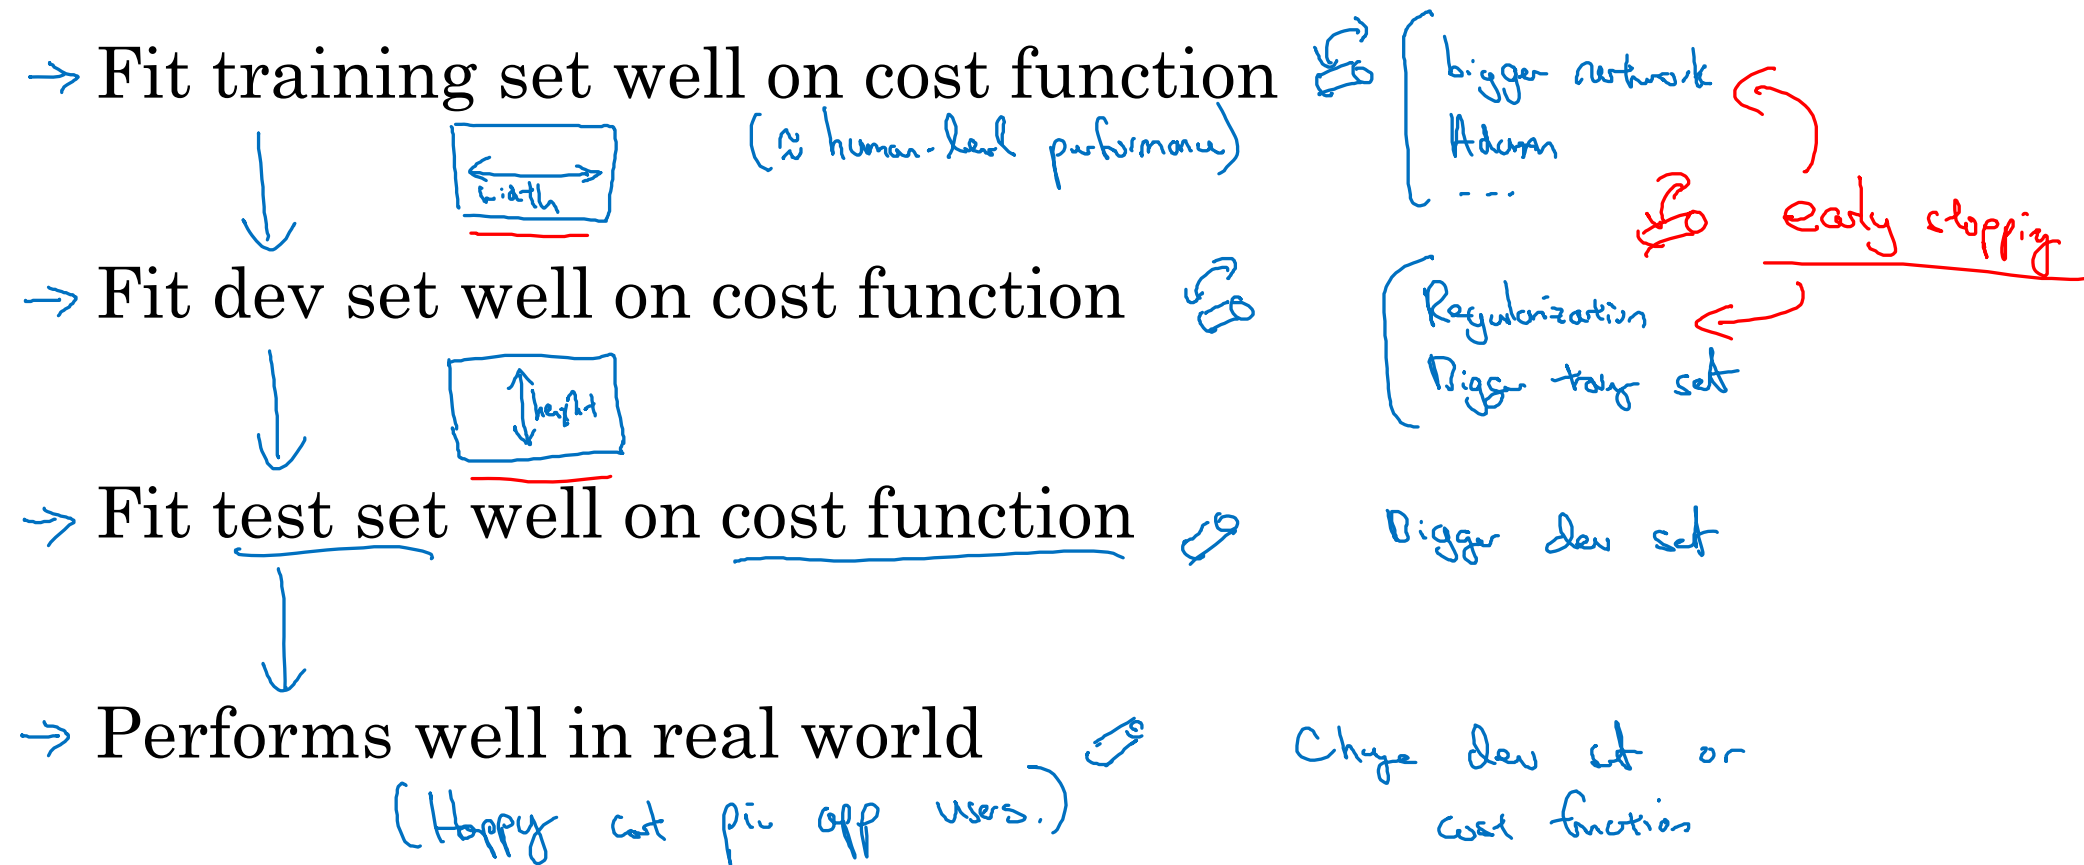 → Fit training set well on cost function
(≈ human-level performance)
bigger network
Adam
...
width
early stopping
→ Fit dev set well on cost function
Regularization
Bigger set
height
→ Fit test set well on cost function
Bigger dev set
→ Performs well in real world
Change dev set or
cost function
(Happy cat pic app users.)